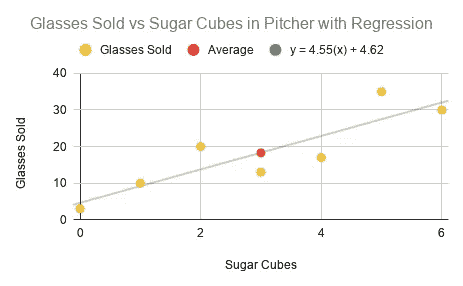 Glasses Sold vs Sugar Cubes in Pitcher with Regression
Glasses Sold Average y = 4.55(x) + 4.62
Glasses Sold
40
30
20
10
0
0 2 4 6
Sugar Cubes